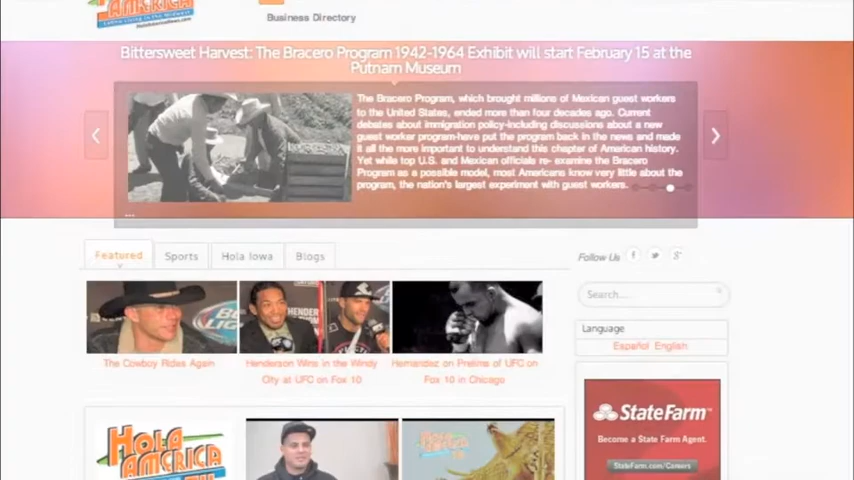 AMERICA
Business Directory
Bittersweet Harvest: The Bracero Program 1942-1964 Exhibit will start February 15 at the
Putnam Museum
The Bracero Program, which brought millions of Mexican guest workers
to the United States, ended more than four decades ago. Current
debates about immigration policy-including discussions about a new
guest worker program-have put the program back in the news and made
it all the more important to understand this chapter of American history.
Yet while top U.S. and Mexican officials re- examine the Bracero
Program as a possible model, most Americans know very little about the
program, the nation's largest experiment with guest workers.
...
Featured
Sports
Hola Iowa
Blogs
Follow Us
Search...
The Cowboy Rides Again
Henderson Wins in the Windy
City at UFC on Fox 10
Hernandez on Prelims of UFC on
Fox 10 in Chicago
Language
Español English
State Farm™
Become a State Farm Agent.
StateFarm.com/Careers
Hola
AMERICA